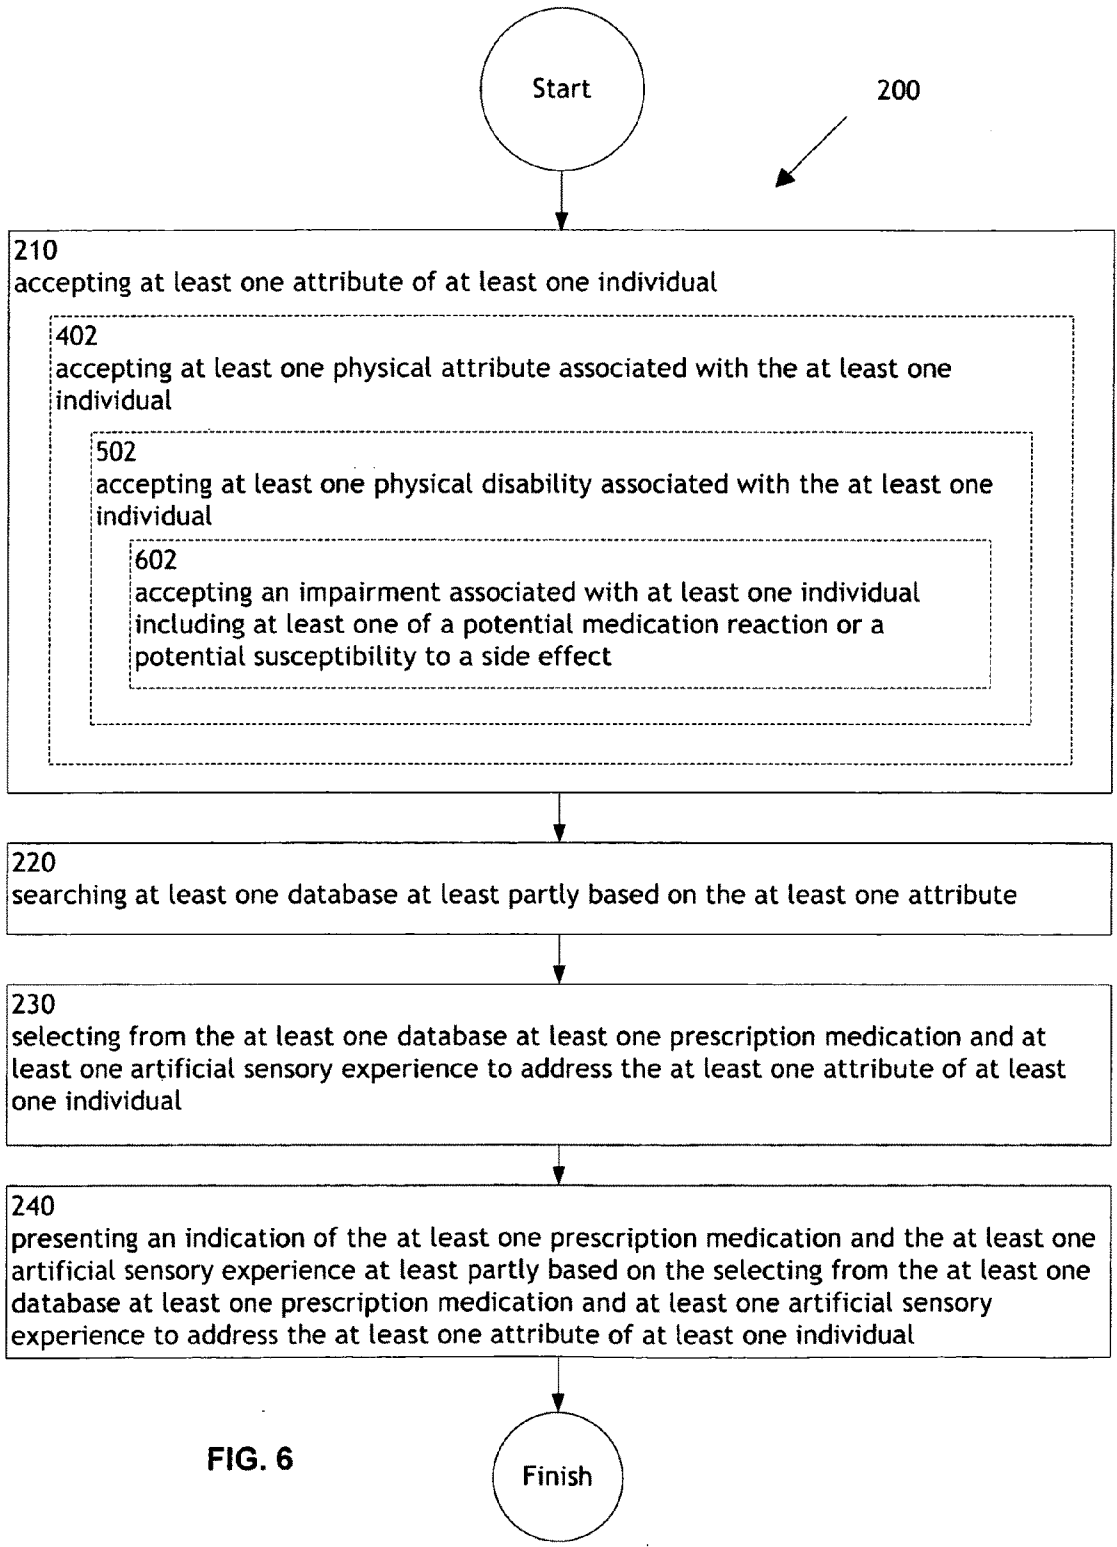 Start
200
210
accepting at least one attribute of at least one individual
402
accepting at least one physical attribute associated with the at least one
individual
502
accepting at least one physical disability associated with the at least one
individual
602
accepting an impairment associated with at least one individual
including at least one of a potential medication reaction or a
potential susceptibility to a side effect
220
searching at least one database at least partly based on the at least one attribute
230
selecting from the at least one database at least one prescription medication and at
least one artificial sensory experience to address the at least one attribute of at least
one individual
240
presenting an indication of the at least one prescription medication and the at least one
artificial sensory experience at least partly based on the selecting from the at least one
database at least one prescription medication and at least one artificial sensory
experience to address the at least one attribute of at least one individual
FIG. 6
Finish